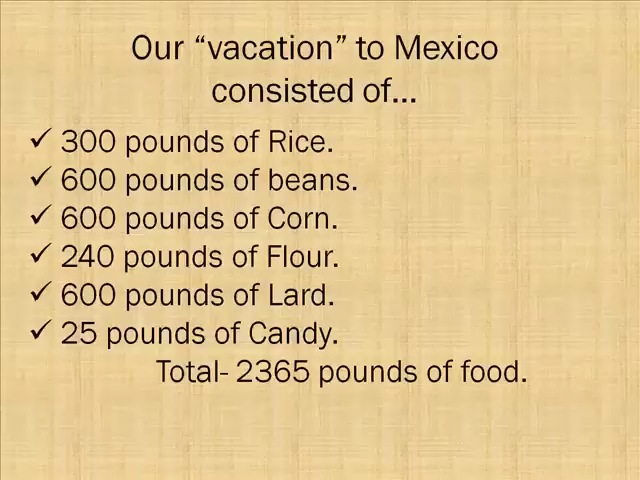 Our “vacation” to Mexico
consisted of…
✓ 300 pounds of Rice.
✓ 600 pounds of beans.
✓ 600 pounds of Corn.
✓ 240 pounds of Flour.
✓ 600 pounds of Lard.
✓ 25 pounds of Candy.
Total- 2365 pounds of food.